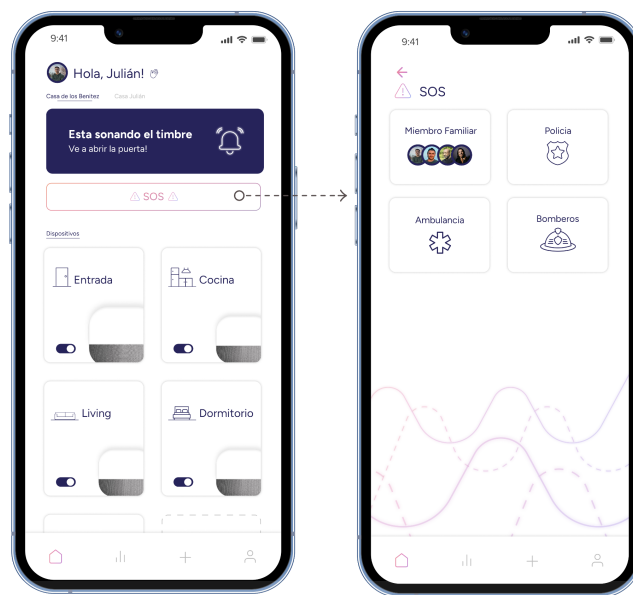 9:41
Hola, Julián!
Casa de los Benitez Casa Julián
Esta sonando el timbre
Ve a abrir la puerta!
SOS
Dispositivos
Entrada
Cocina
Living
Dormitorio
9:41
SOS
Miembro Familiar
Policia
Ambulancia
Bomberos